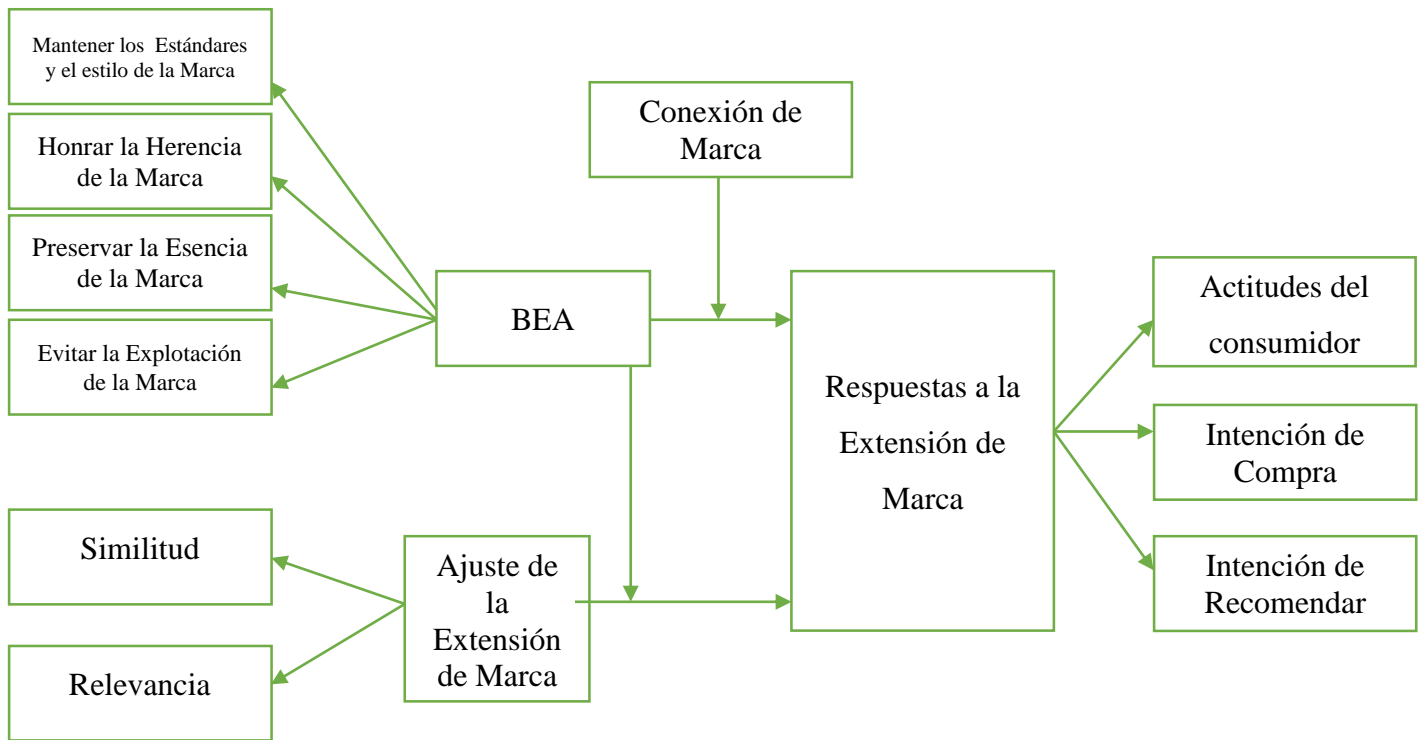 Mantener los Estándares
y el estilo de la Marca
Honrar la Herencia
de la Marca
Preservar la Esencia
de la Marca
Evitar la Explotación
de la Marca
Similitud
Relevancia
Conexión de
Marca
BEA
Ajuste de
la
Extensión
de Marca
Respuestas a la
Extensión de
Marca
Actitudes del
consumidor
Intención de
Compra
Intención de
Recomendar